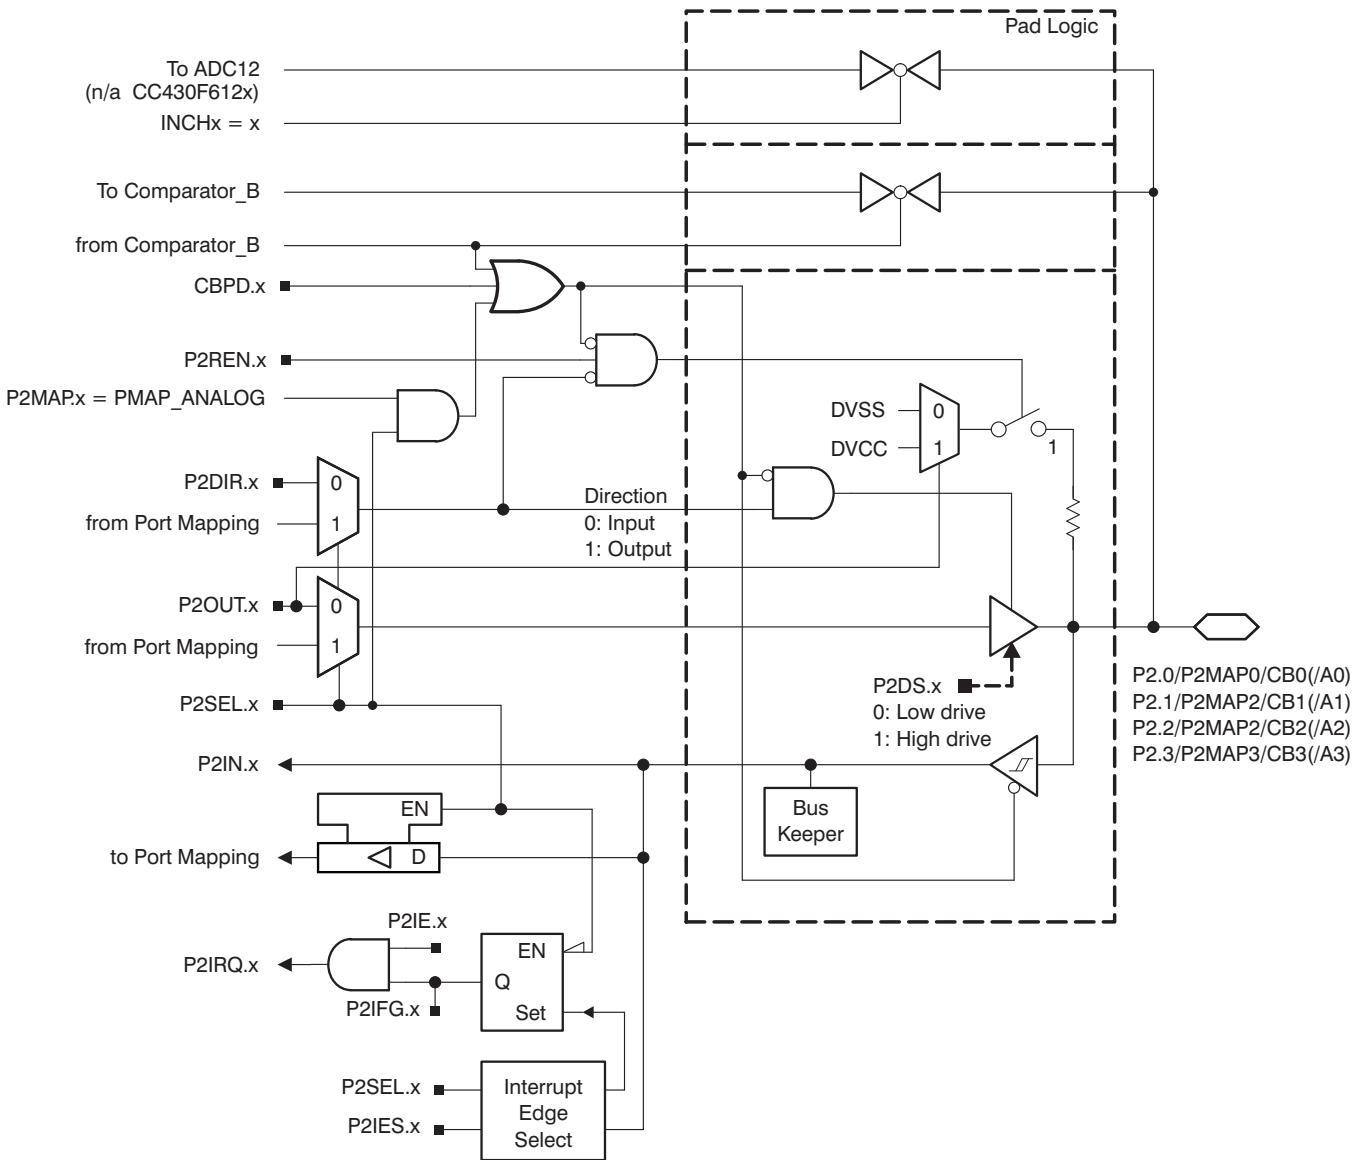 Pad Logic
To ADC12
(n/a CC430F612x)
INCHx = x
To Comparator_B
from Comparator_B
CBPD.x
P2REN.x
P2MAP.x = PMAP_ANALOG
DVSS
0
DVCC
1
1
P2DIR.x
0
from Port Mapping
1
Direction
0: Input
1: Output
P2OUT.x
0
from Port Mapping
1
P2SEL.x
P2DS.x
0: Low drive
1: High drive
P2.0/P2MAP0/CB0(/A0)
P2.1/P2MAP2/CB1(/A1)
P2.2/P2MAP2/CB2(/A2)
P2.3/P2MAP3/CB3(/A3)
P2IN.x
Bus
Keeper
EN
to Port Mapping
D
P2IE.x
P2IRQ.x
EN
Q
P2IFG.x
Set
P2SEL.x
P2IES.x
Interrupt
Edge
Select